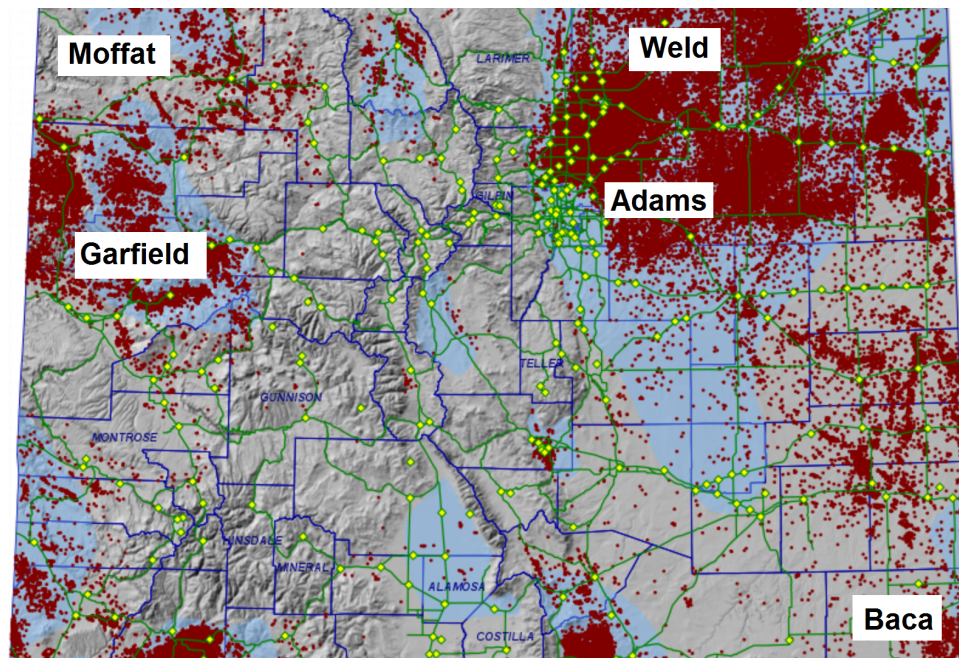 Moffat
Weld
LARIMER
GILPIN
Adams
Garfield
TELLER
GUNNISON
MONTROSE
HINSDALE
MINERAL
ALAMOSA
Baca
COSTILLA